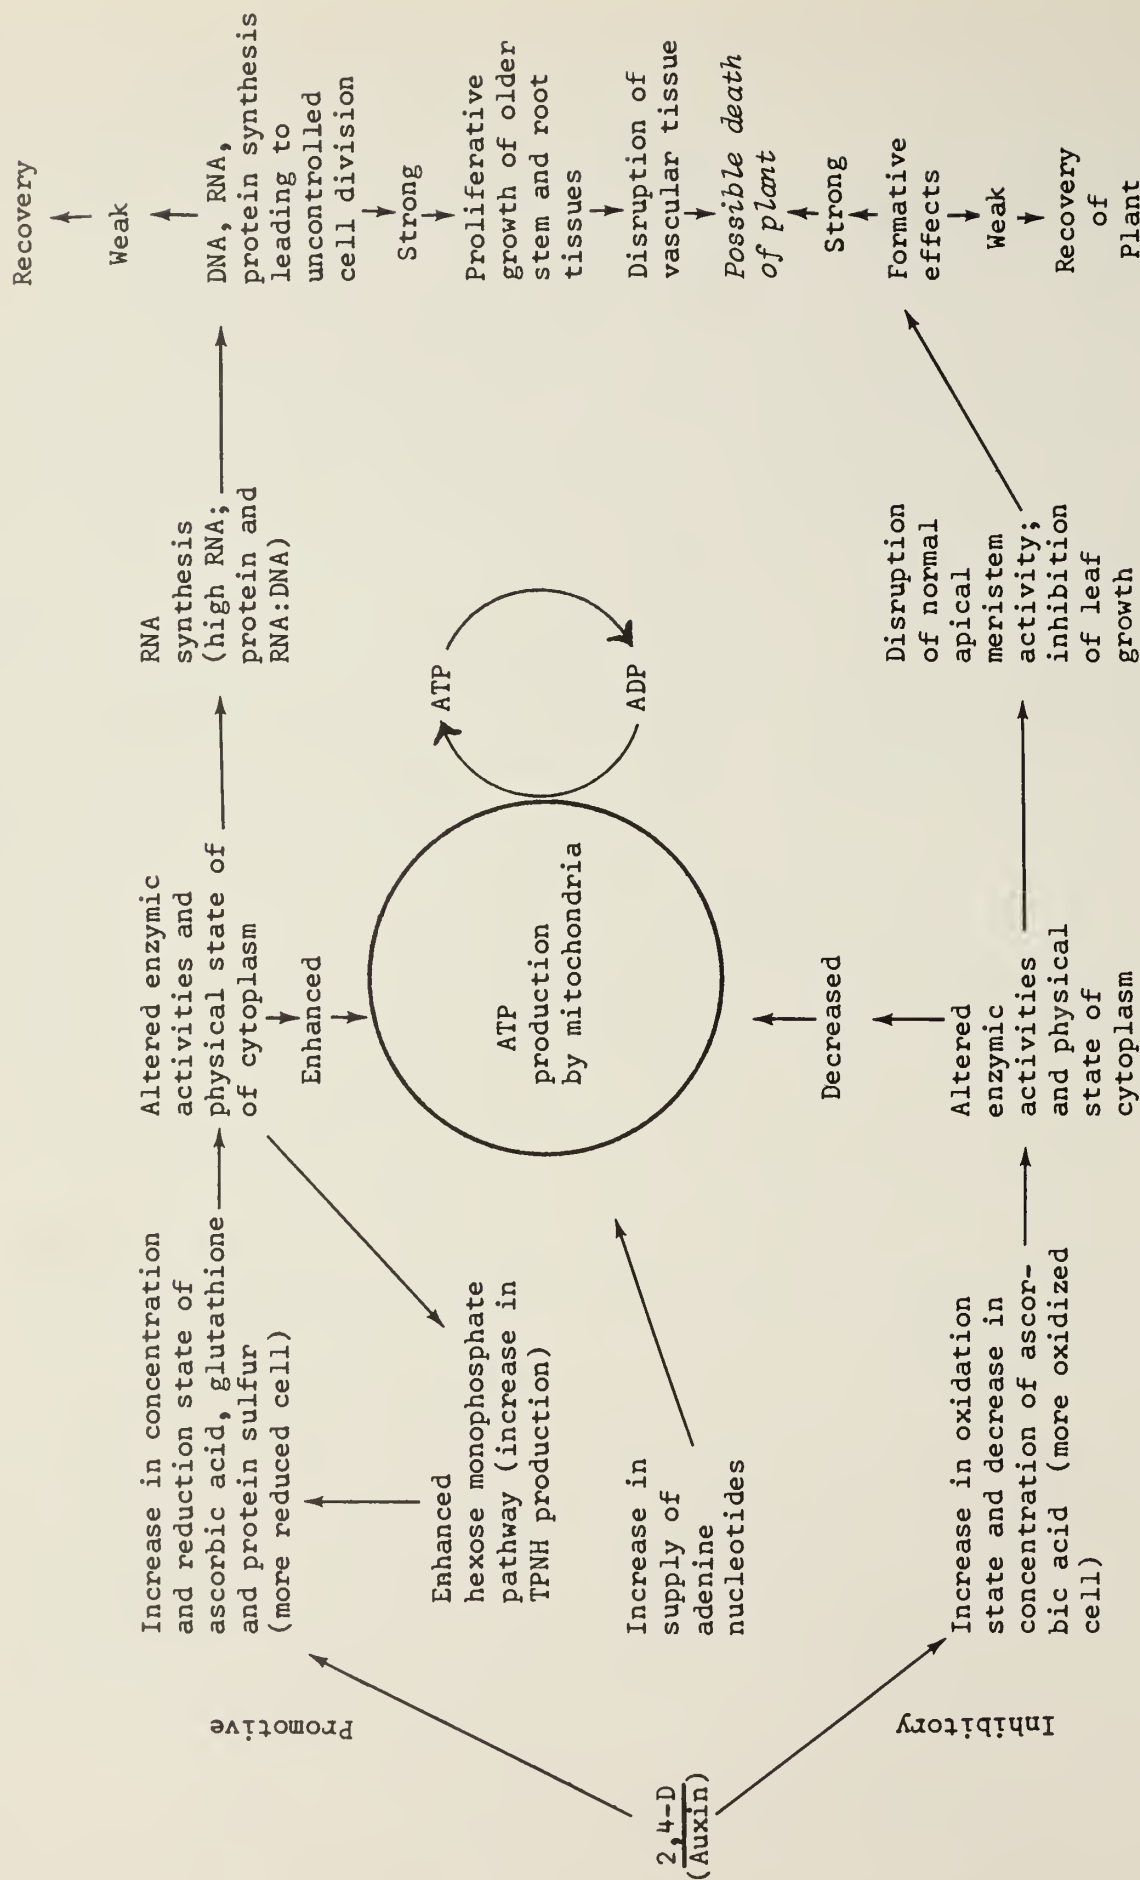 2,4-D
(Auxin)
Promotive
Inhibitory
Increase in concentration
and reduction state of
ascorbic acid, glutathione
and protein sulfur
(more reduced cell)
Enhanced
hexose monophosphate
pathway (increase in
TPNH production)
Increase in
supply of
adenine
nucleotides
Increase in oxidation
state and decrease in
concentration of ascor-
bic acid (more oxidized
cell)
Altered enzymic
activities and
physical state of
of cytoplasm
Enhanced
ATP
production
by mitochondria
Decreased
Altered
enzymic
activities
and physical
state of
cytoplasm
ATP
ADP
RNA
synthesis
(high RNA;
protein and
RNA:DNA)
Disruption
of normal
apical
meristem
activity;
inhibition
of leaf
growth
Recovery
Weak
DNA, RNA,
protein synthesis
leading to
uncontrolled
cell division
Strong
Proliferative
growth of older
stem and root
tissues
Disruption of
vascular tissue
Possible death
of plant
Strong
Formative
effects
Weak
Recovery
of
Plant